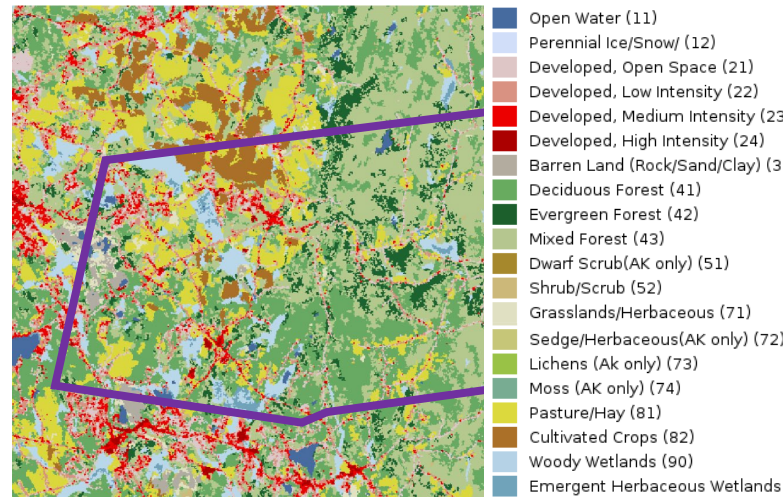 Open Water (11)
Perennial Ice/Snow/ (12)
Developed, Open Space (21)
Developed, Low Intensity (22)
Developed, Medium Intensity (23
Developed, High Intensity (24)
Barren Land (Rock/Sand/Clay) (3
Deciduous Forest (41)
Evergreen Forest (42)
Mixed Forest (43)
Dwarf Scrub(AK only) (51)
Shrub/Scrub (52)
Grasslands/Herbaceous (71)
Sedge/Herbaceous(AK only) (72)
Lichens (Ak only) (73)
Moss (AK only) (74)
Pasture/Hay (81)
Cultivated Crops (82)
Woody Wetlands (90)
Emergent Herbaceous Wetlands